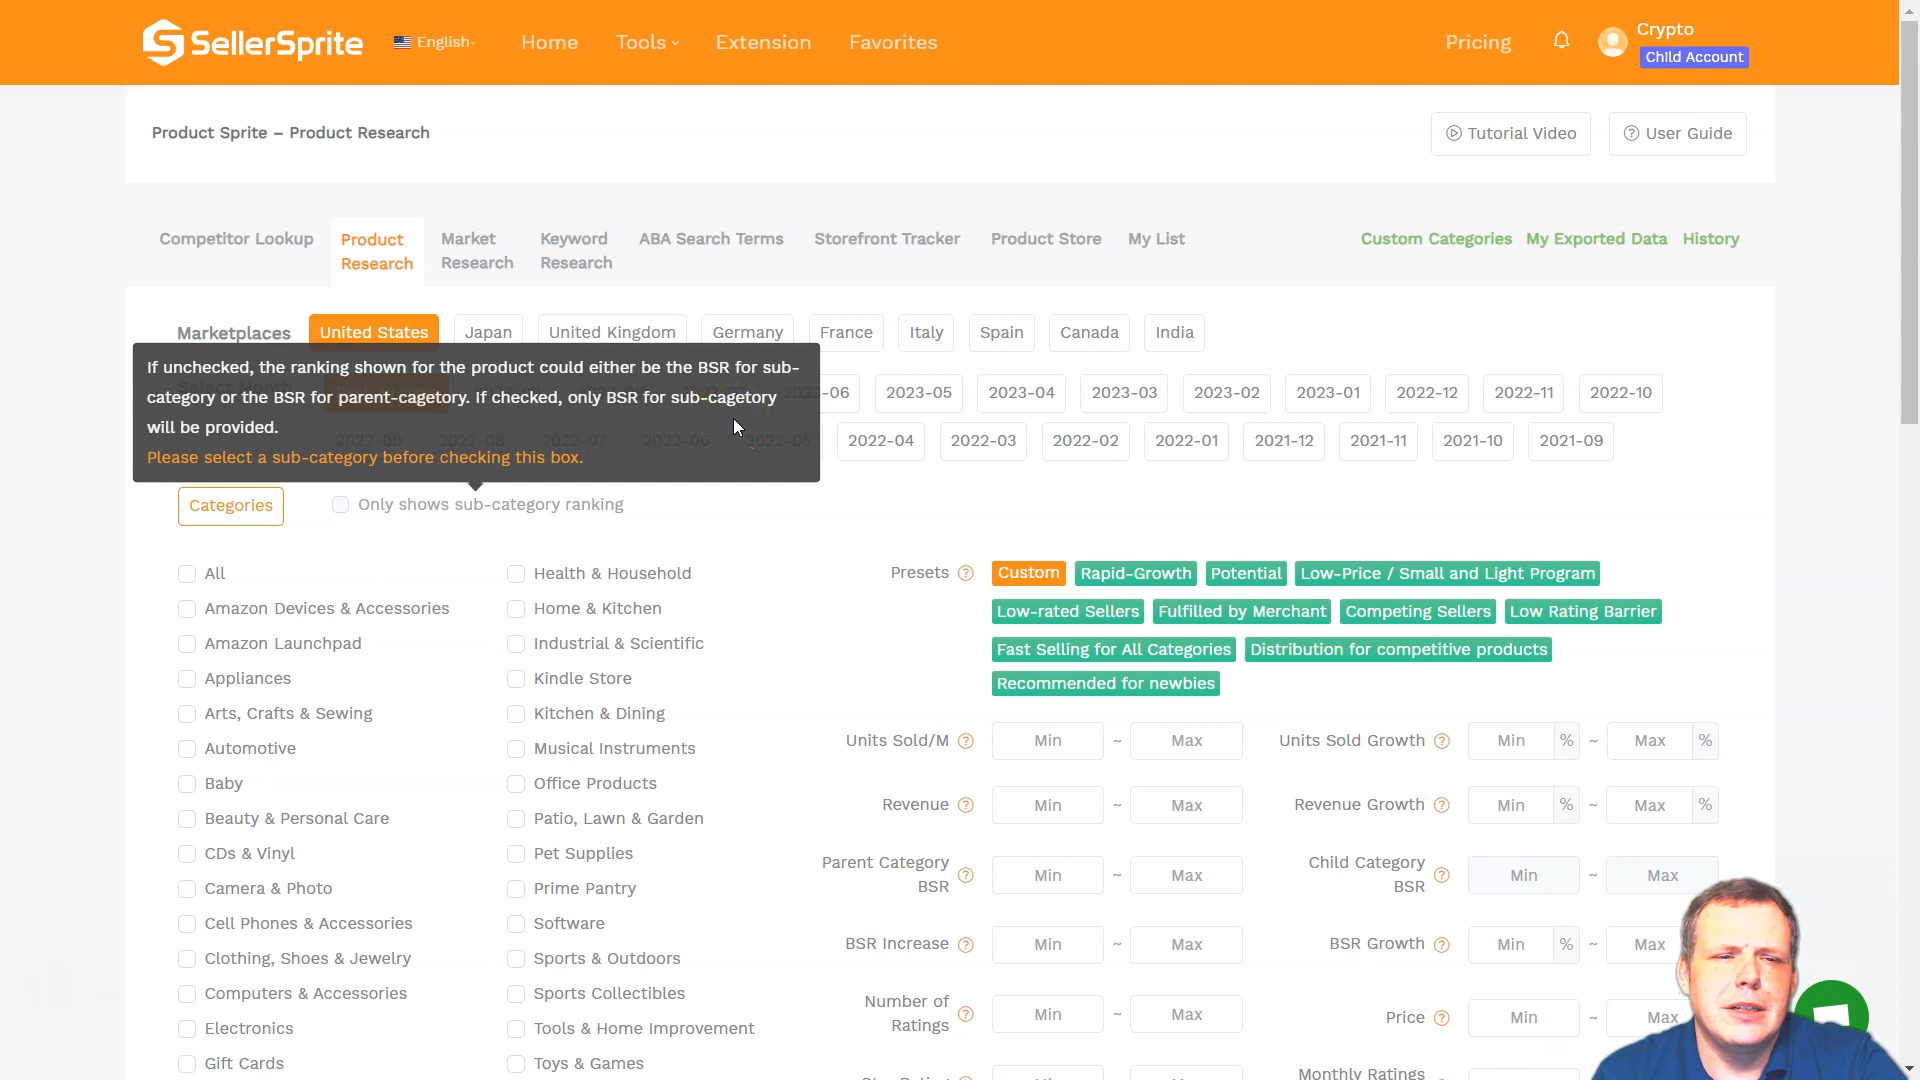 SellerSprite
English
Home
Tools
Extension
Favorites
Pricing
Crypto
Child Account
Product Sprite – Product Research
Tutorial Video
User Guide
Competitor Lookup
Product Research
Market Research
Keyword Research
ABA Search Terms
Storefront Tracker
Product Store
My List
Custom Categories
My Exported Data
History
Marketplaces
United States
Japan
United Kingdom
Germany
France
Italy
Spain
Canada
India
If unchecked, the ranking shown for the product could either be the BSR for sub-
category or the BSR for parent-cagetory. If checked, only BSR for sub-cagetory
will be provided.
Please select a sub-category before checking this box.
Select Month
-06
2023-05
2023-04
2023-03
2023-02
2023-01
2022-12
2022-11
2022-10
2022-09
2022-08
2022-07
2022-06
2022-05
2022-04
2022-03
2022-02
2022-01
2021-12
2021-11
2021-10
2021-09
Categories
Only shows sub-category ranking
All
Amazon Devices & Accessories
Amazon Launchpad
Appliances
Arts, Crafts & Sewing
Automotive
Baby
Beauty & Personal Care
CDs & Vinyl
Camera & Photo
Cell Phones & Accessories
Clothing, Shoes & Jewelry
Computers & Accessories
Electronics
Gift Cards
Health & Household
Home & Kitchen
Industrial & Scientific
Kindle Store
Kitchen & Dining
Musical Instruments
Office Products
Patio, Lawn & Garden
Pet Supplies
Prime Pantry
Software
Sports & Outdoors
Sports Collectibles
Tools & Home Improvement
Toys & Games
Presets
Custom
Rapid-Growth
Potential
Low-Price / Small and Light Program
Low-rated Sellers
Fulfilled by Merchant
Competing Sellers
Low Rating Barrier
Fast Selling for All Categories
Distribution for competitive products
Recommended for newbies
Units Sold/M Min ~ Max
Units Sold Growth Min % ~ Max %
Revenue Min ~ Max
Revenue Growth Min % ~ Max %
Parent Category
BSR Min ~ Max
Child Category
BSR Min ~ Max
BSR Increase Min ~ Max
BSR Growth Min % ~ Max
Number of
Ratings Min ~ Max
Price Min ~ Max
Monthly Ratings